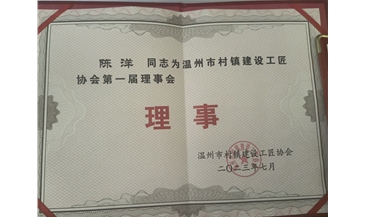 陈洋 同志为温州市村镇建设工匠
协会第一届理事会
理事
温州市村镇建设工匠协会
二〇二三年七月